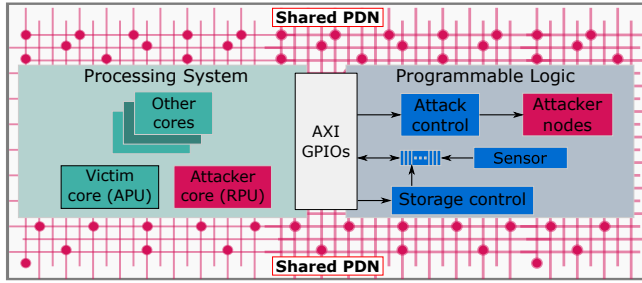 Shared PDN
Processing System
Programmable Logic
Other
cores
AXI
GPIOs
Attack
control
Attacker
nodes
Sensor
Victim
core (APU)
Attacker
core (RPU)
Storage control
Shared PDN